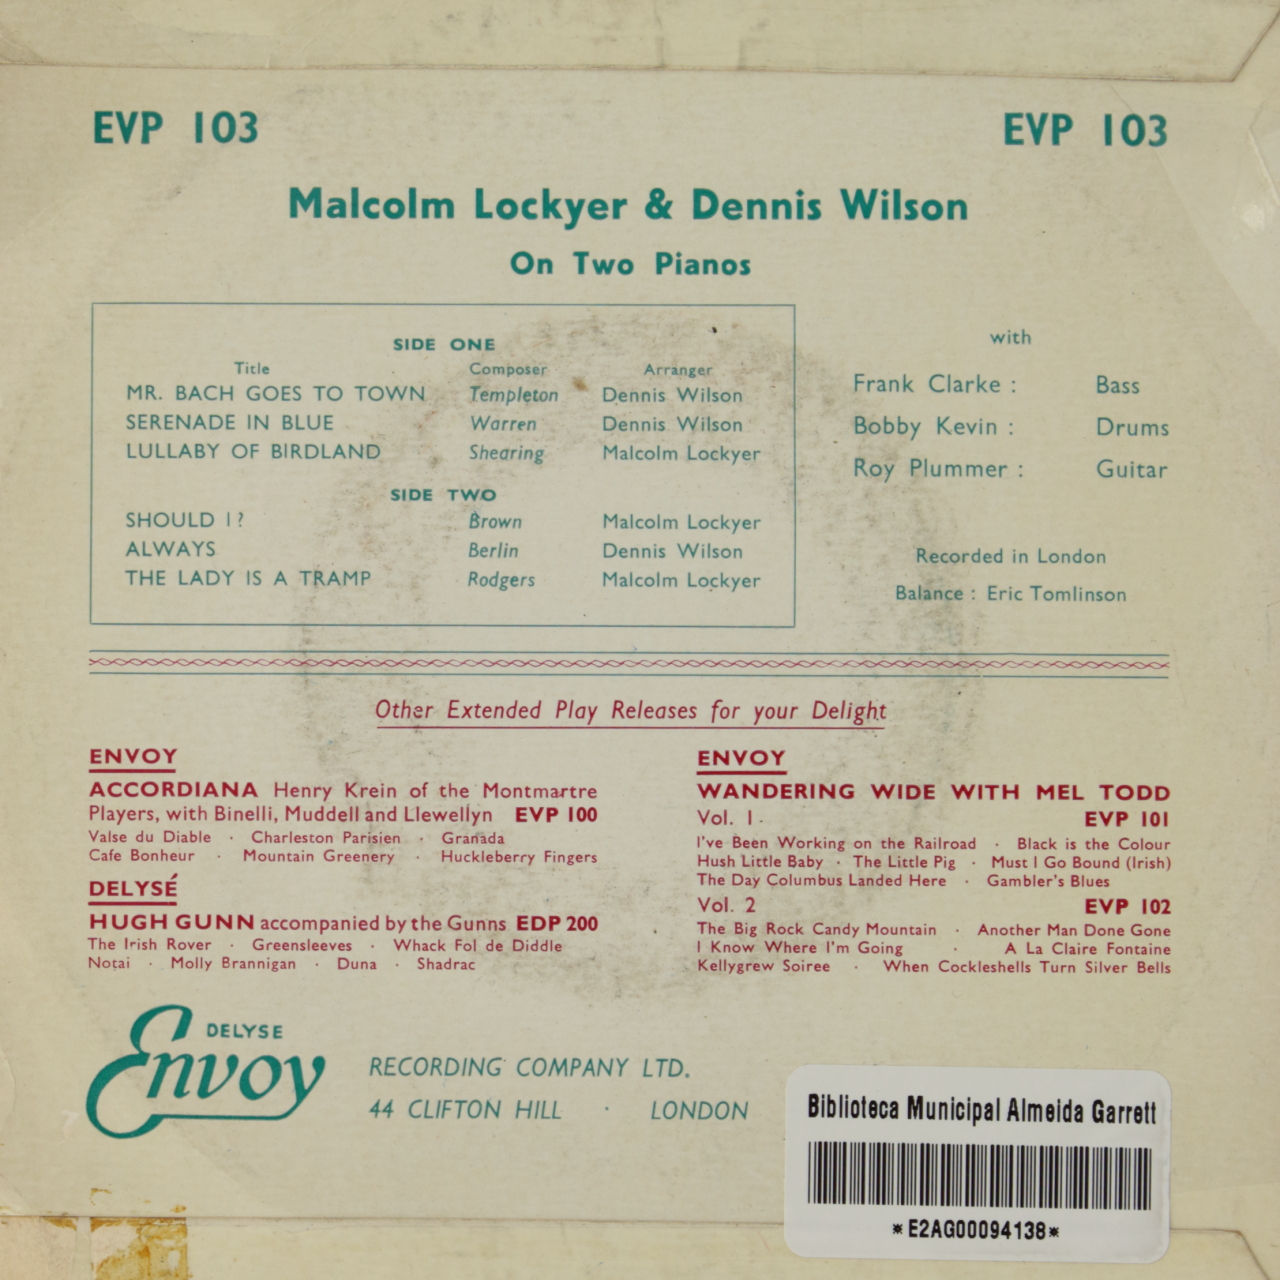 EVP 103
EVP 103
Malcolm Lockyer & Dennis Wilson
On Two Pianos
SIDE ONE
Title Composer Arranger
MR. BACH GOES TO TOWN Templeton Dennis Wilson
SERENADE IN BLUE Warren Dennis Wilson
LULLABY OF BIRDLAND Shearing Malcolm Lockyer
SIDE TWO
SHOULD I? Brown Malcolm Lockyer
ALWAYS Berlin Dennis Wilson
THE LADY IS A TRAMP Rodgers Malcolm Lockyer
with
Frank Clarke : Bass
Bobby Kevin : Drums
Roy Plummer : Guitar
Recorded in London
Balance : Eric Tomlinson
Other Extended Play Releases for your Delight
ENVOY
ACCORDIANA Henry Krein of the Montmartre
Players, with Binelli, Muddell and Llewellyn EVP 100
Valse du Diable · Charleston Parisien · Granada
Cafe Bonheur · Mountain Greenery · Huckleberry Fingers
DELYSÉ
HUGH GUNN accompanied by the Gunns EDP 200
The Irish Rover · Greensleeves · Whack Fol de Diddle
Notai · Molly Brannigan · Duna · Shadrac
ENVOY
WANDERING WIDE WITH MEL TODD
Vol. 1 EVP 101
I've Been Working on the Railroad · Black is the Colour
Hush Little Baby · The Little Pig · Must I Go Bound (Irish)
The Day Columbus Landed Here · Gambler's Blues
Vol. 2 EVP 102
The Big Rock Candy Mountain · Another Man Done Gone
I Know Where I'm Going · A La Claire Fontaine
Kellygrew Soiree · When Cockleshells Turn Silver Bells
DELYSE
Envoy
RECORDING COMPANY LTD.
44 CLIFTON HILL · LONDON
Biblioteca Municipal Almeida Garrett
*E2AG00094138*